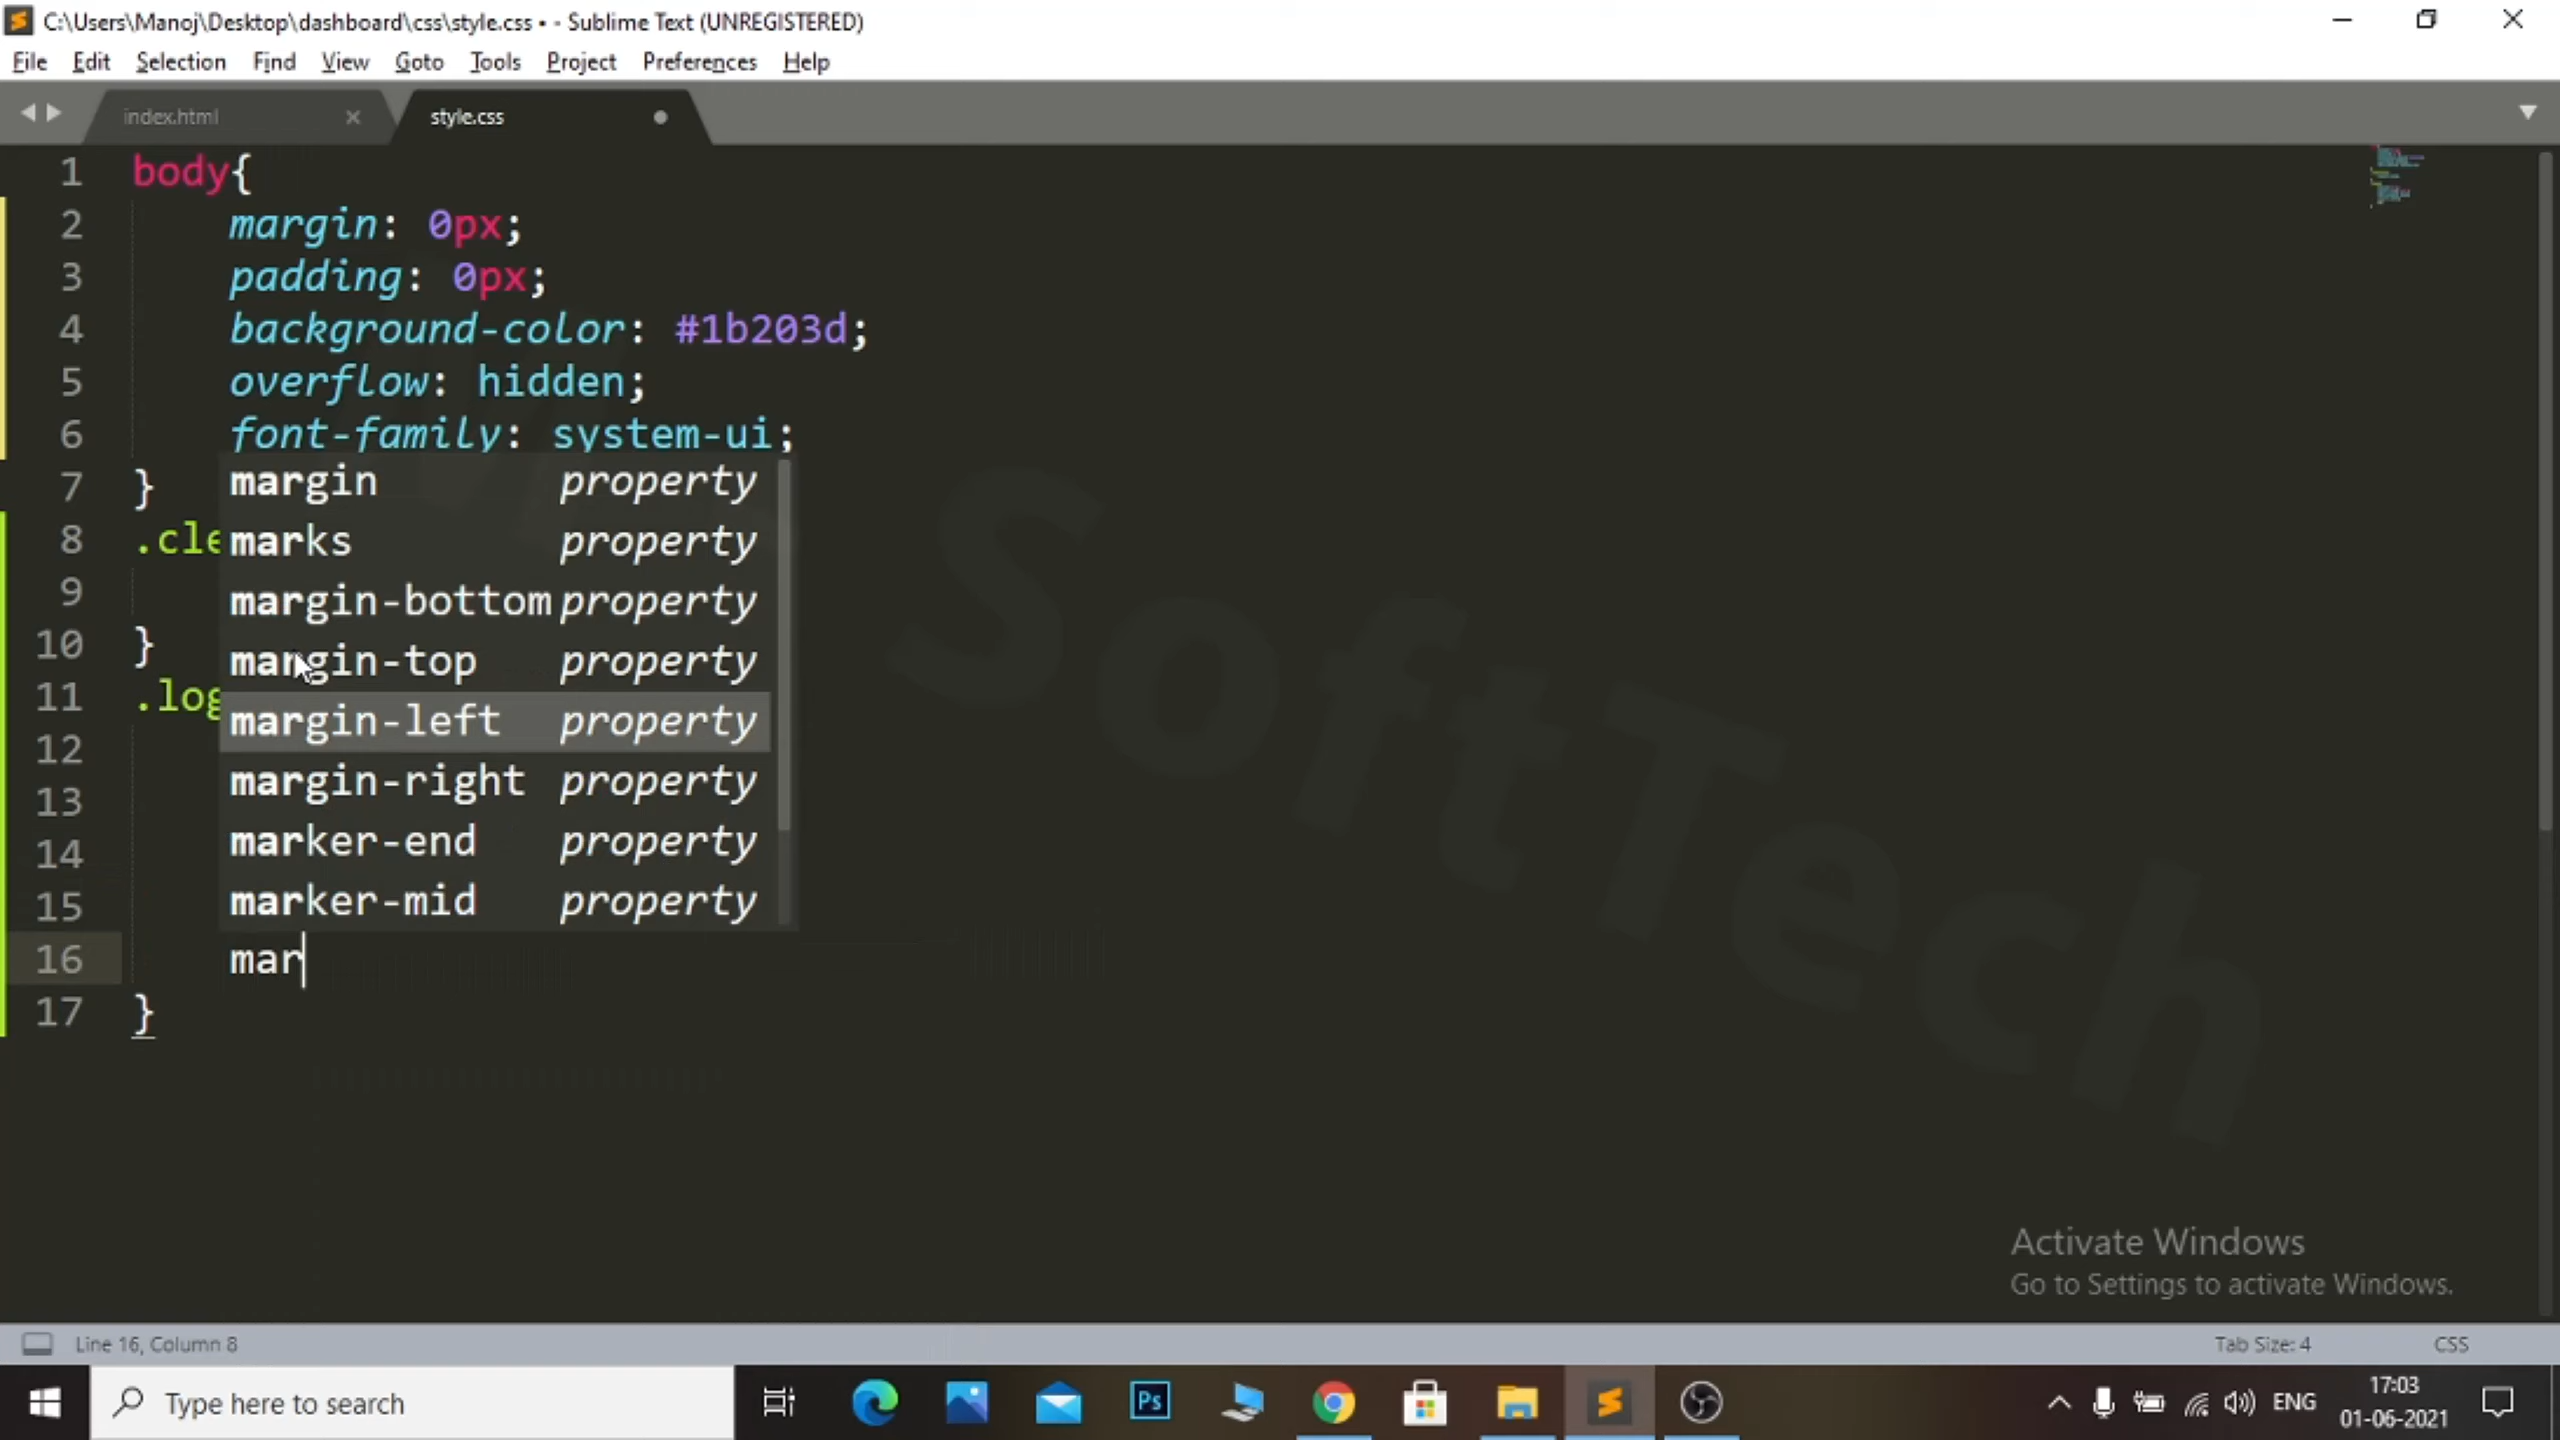 C:\Users\Manoj\Desktop\dashboard\css\style.css • - Sublime Text (UNREGISTERED)
File Edit Selection Find View Goto Tools Project Preferences Help
index.html style.css
1 body{
2 margin: 0px;
3 padding: 0px;
4 background-color: #1b203d;
5 overflow: hidden;
6 font-family: system-ui;
margin property
7 }
marks property
8 .cle
9
margin-bottom property
10 }
margin-top property
11 .log
margin-left property
12
margin-right property
13
marker-end property
14
marker-mid property
15
16 mar
17 }
SoftTech
Activate Windows
Go to Settings to activate Windows.
Line 16, Column 8 Tab Size: 4 CSS
Type here to search Ps ENG 17:03
01-06-2021